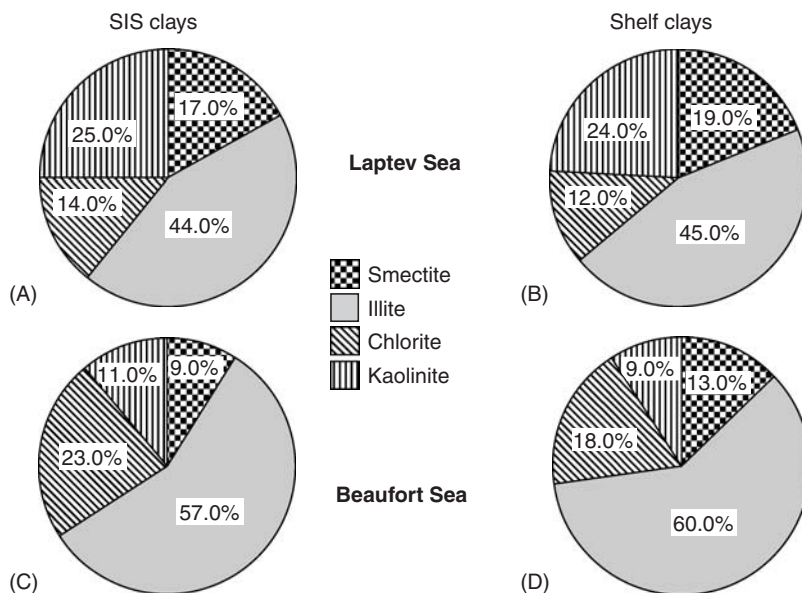 SIS clays
Shelf clays
17.0%
25.0%
14.0%
44.0%
(A)
Laptev Sea
19.0%
24.0%
12.0%
45.0%
(B)
Smectite
Illite
Chlorite
Kaolinite
11.0%
9.0%
23.0%
57.0%
(C)
Beaufort Sea
9.0%
13.0%
18.0%
60.0%
(D)